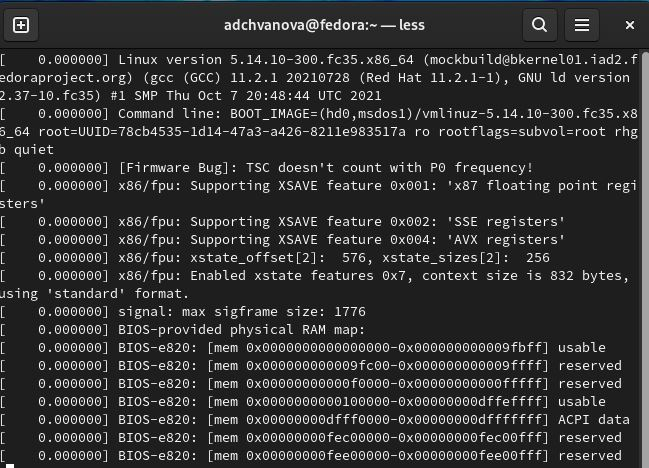 adchvanova@fedora:~ — less
[    0.000000] Linux version 5.14.10-300.fc35.x86_64 (mockbuild@bkernel01.iad2.f
edoraproject.org) (gcc (GCC) 11.2.1 20210728 (Red Hat 11.2.1-1), GNU ld version
2.37-10.fc35) #1 SMP Thu Oct 7 20:48:44 UTC 2021
[    0.000000] Command line: BOOT_IMAGE=(hd0,msdos1)/vmlinuz-5.14.10-300.fc35.x8
6_64 root=UUID=78cb4535-1d14-47a3-a426-8211e983517a ro rootflags=subvol=root rhg
b quiet
[    0.000000] [Firmware Bug]: TSC doesn't count with P0 frequency!
[    0.000000] x86/fpu: Supporting XSAVE feature 0x001: 'x87 floating point regi
sters'
[    0.000000] x86/fpu: Supporting XSAVE feature 0x002: 'SSE registers'
[    0.000000] x86/fpu: Supporting XSAVE feature 0x004: 'AVX registers'
[    0.000000] x86/fpu: xstate_offset[2]:  576, xstate_sizes[2]:  256
[    0.000000] x86/fpu: Enabled xstate features 0x7, context size is 832 bytes,
using 'standard' format.
[    0.000000] signal: max sigframe size: 1776
[    0.000000] BIOS-provided physical RAM map:
[    0.000000] BIOS-e820: [mem 0x0000000000000000-0x000000000009fbff] usable
[    0.000000] BIOS-e820: [mem 0x000000000009fc00-0x000000000009ffff] reserved
[    0.000000] BIOS-e820: [mem 0x00000000000f0000-0x00000000000fffff] reserved
[    0.000000] BIOS-e820: [mem 0x0000000000100000-0x00000000dffeffff] usable
[    0.000000] BIOS-e820: [mem 0x00000000dfff0000-0x00000000dfffffff] ACPI data
[    0.000000] BIOS-e820: [mem 0x00000000fec00000-0x00000000fec00fff] reserved
[    0.000000] BIOS-e820: [mem 0x00000000fee00000-0x00000000fee00fff] reserved